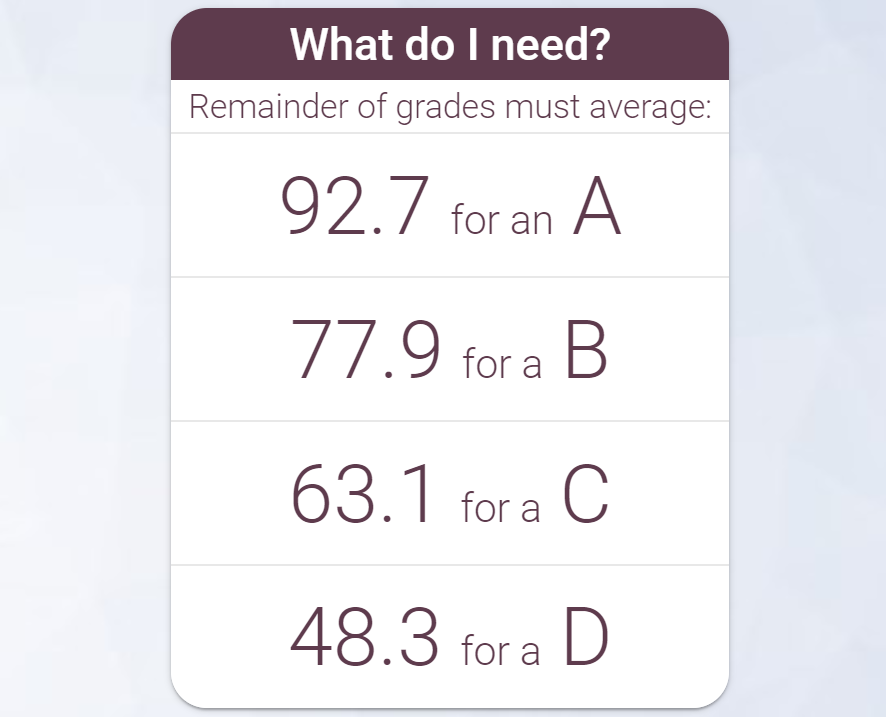 What do I need?
Remainder of grades must average:
92.7 for an A
77.9 for a B
63.1 for a C
48.3 for a D